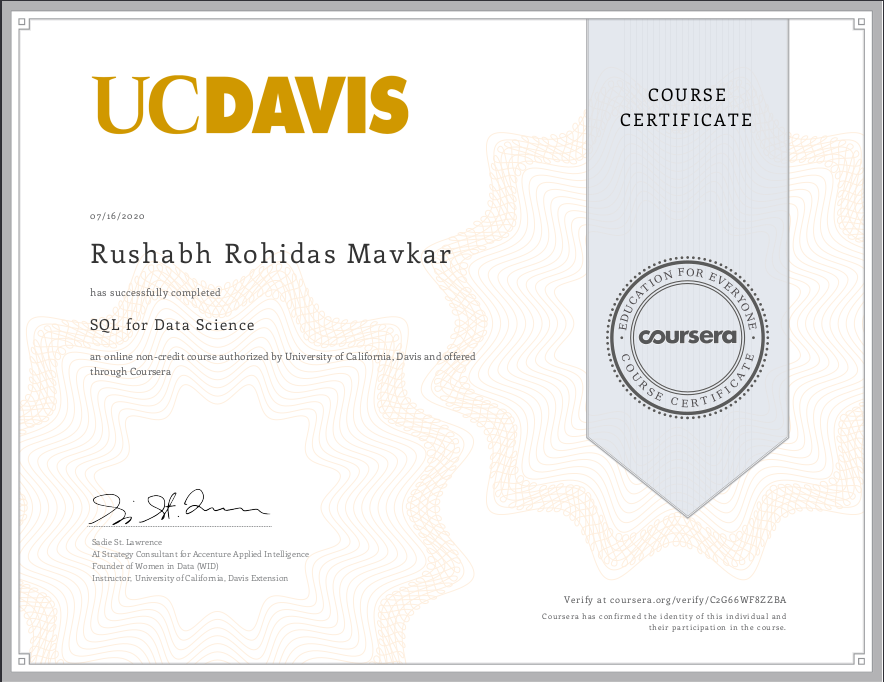 UCDAVIS
COURSE
CERTIFICATE
07/16/2020
Rushabh Rohidas Mavkar
has successfully completed
SQL for Data Science
an online non-credit course authorized by University of California, Davis and offered
through Coursera
EDUCATION FOR EVERYONE
coursera
COURSE CERTIFICATE
Sadie St. Lawrence
AI Strategy Consultant for Accenture Applied Intelligence
Founder of Women in Data (WID)
Instructor, University of California, Davis Extension
Verify at coursera.org/verify/C2G66WF8ZZBA
Coursera has confirmed the identity of this individual and
their participation in the course.